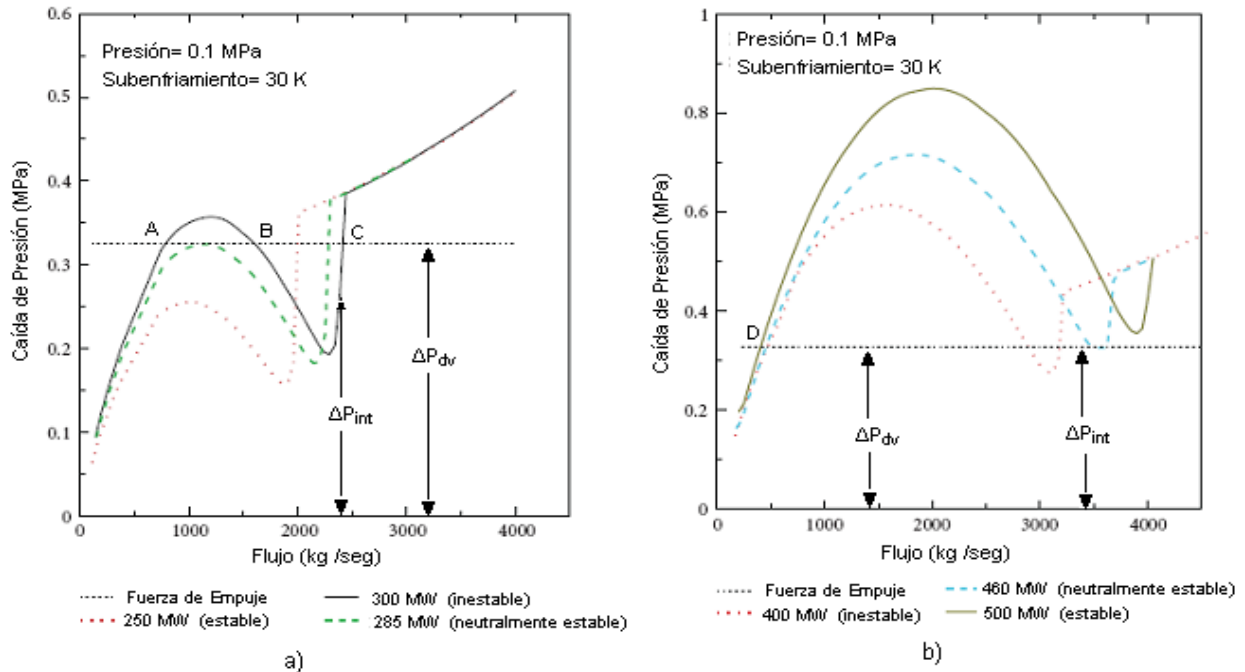 Presión= 0.1 MPa
Subenfriamiento= 30 K
Caída de Presión (MPa)
0.6
0.5
0.4
0.3
0.2
0.1
0
A
B
C
ΔPdv
ΔPint
0
1000
2000
3000
4000
Flujo (kg /seg)
Fuerza de Empuje
300 MW (inestable)
250 MW (estable)
285 MW (neutralmente estable)
a)
Presión= 0.1 MPa
Subenfriamiento= 30 K
Caída de Presión (MPa)
1
0.8
0.6
0.4
0.2
0
D
ΔPdv
ΔPint
0
1000
2000
3000
4000
Flujo (kg /seg)
Fuerza de Empuje
460 MW (neutralmente estable)
400 MW (inestable)
500 MW (estable)
b)